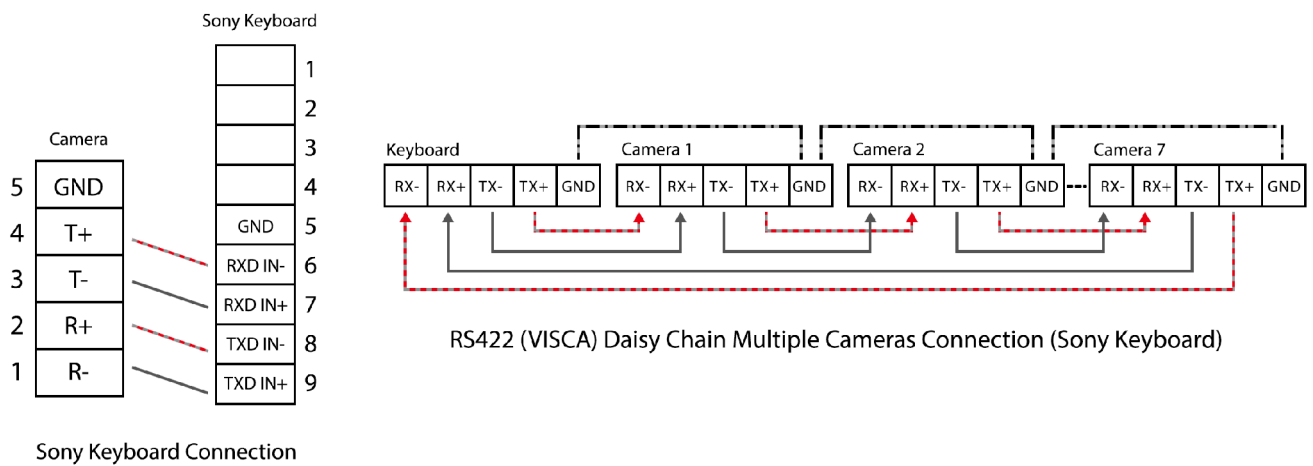 Sony Keyboard
1
2
3
4
GND 5
RXD IN- 6
RXD IN+ 7
TXD IN- 8
TXD IN+ 9
Camera
5 GND
4 T+
3 T-
2 R+
1 R-
Sony Keyboard Connection
Keyboard
RX- RX+ TX- TX+ GND
Camera 1
RX- RX+ TX- TX+ GND
Camera 2
RX- RX+ TX- TX+ GND
Camera 7
RX- RX+ TX- TX+ GND
RS422 (VISCA) Daisy Chain Multiple Cameras Connection (Sony Keyboard)